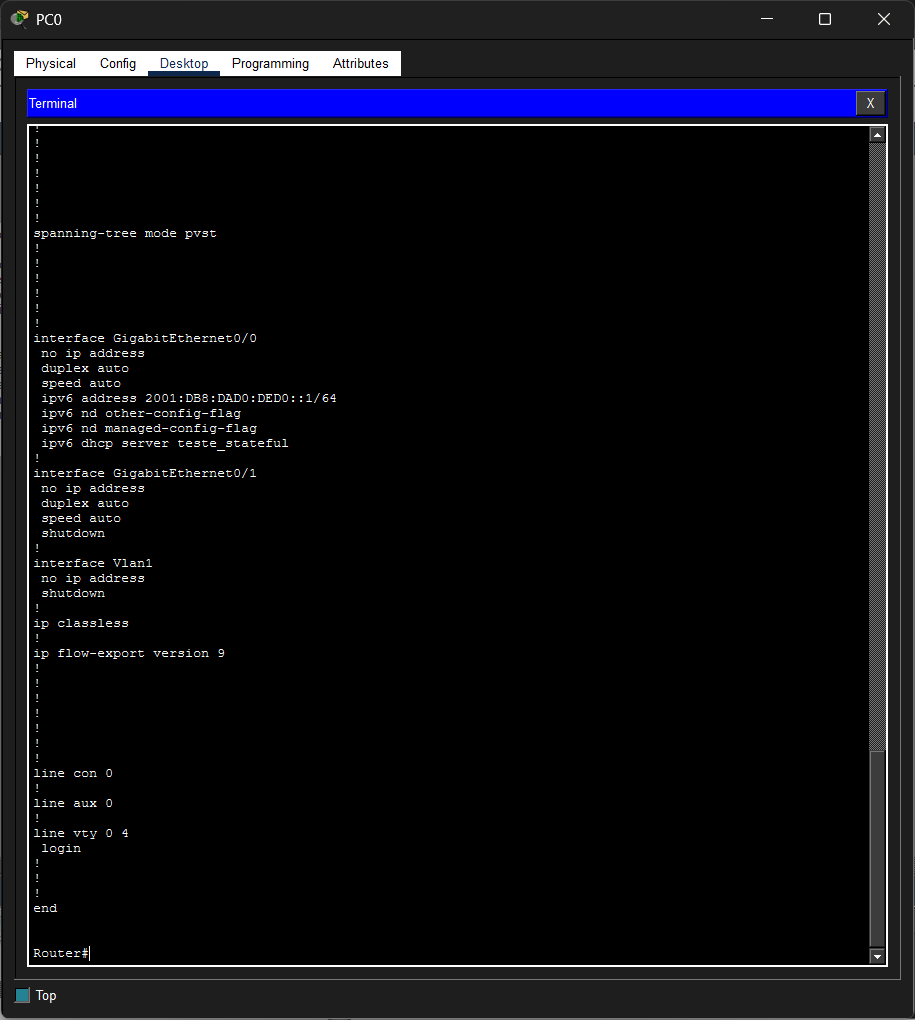 PC0
Physical Config Desktop Programming Attributes
Terminal X
!
!
!
!
!
!
!
spanning-tree mode pvst
!
!
!
!
!
!
interface GigabitEthernet0/0
 no ip address
 duplex auto
 speed auto
 ipv6 address 2001:DB8:DAD0:DED0::1/64
 ipv6 nd other-config-flag
 ipv6 nd managed-config-flag
 ipv6 dhcp server teste_stateful
!
interface GigabitEthernet0/1
 no ip address
 duplex auto
 speed auto
 shutdown
!
interface Vlan1
 no ip address
 shutdown
!
ip classless
!
ip flow-export version 9
!
!
!
!
!
!
!
line con 0
!
line aux 0
!
line vty 0 4
 login
!
!
!
end
Router#
Top